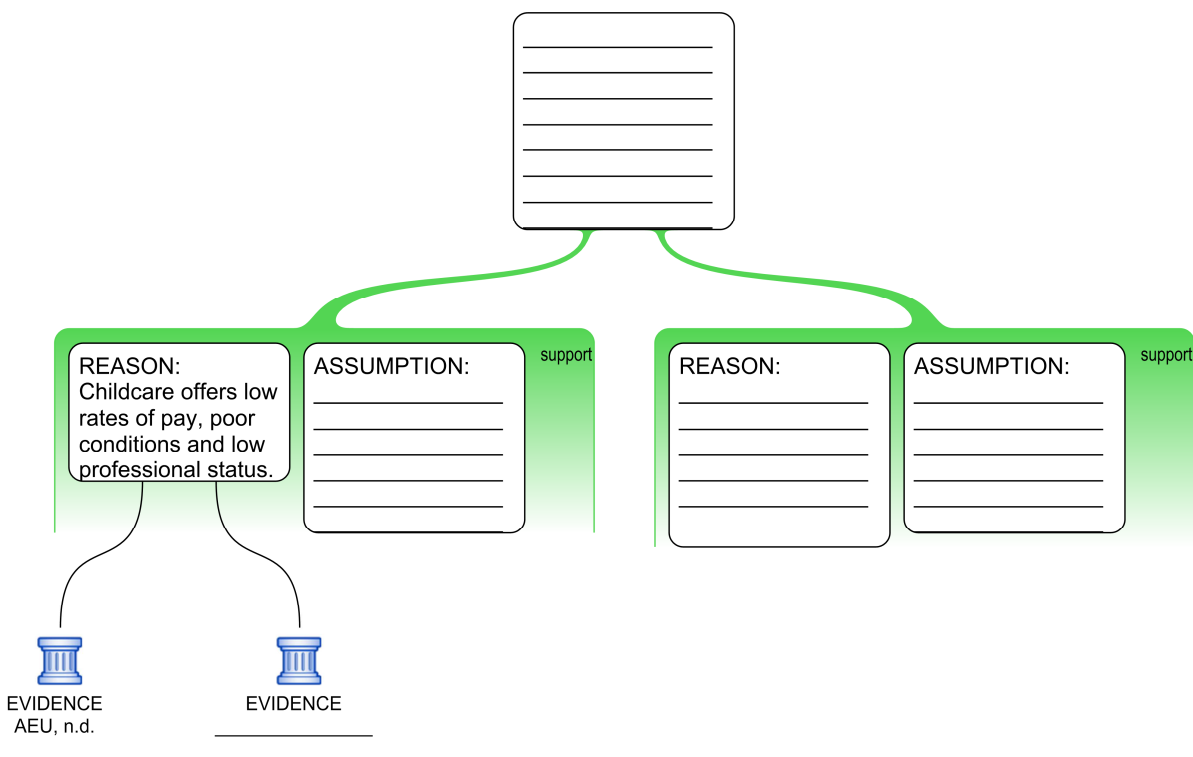 REASON:
Childcare offers low
rates of pay, poor
conditions and low
professional status.
ASSUMPTION:
support
REASON:
ASSUMPTION:
support
EVIDENCE
AEU, n.d.
EVIDENCE